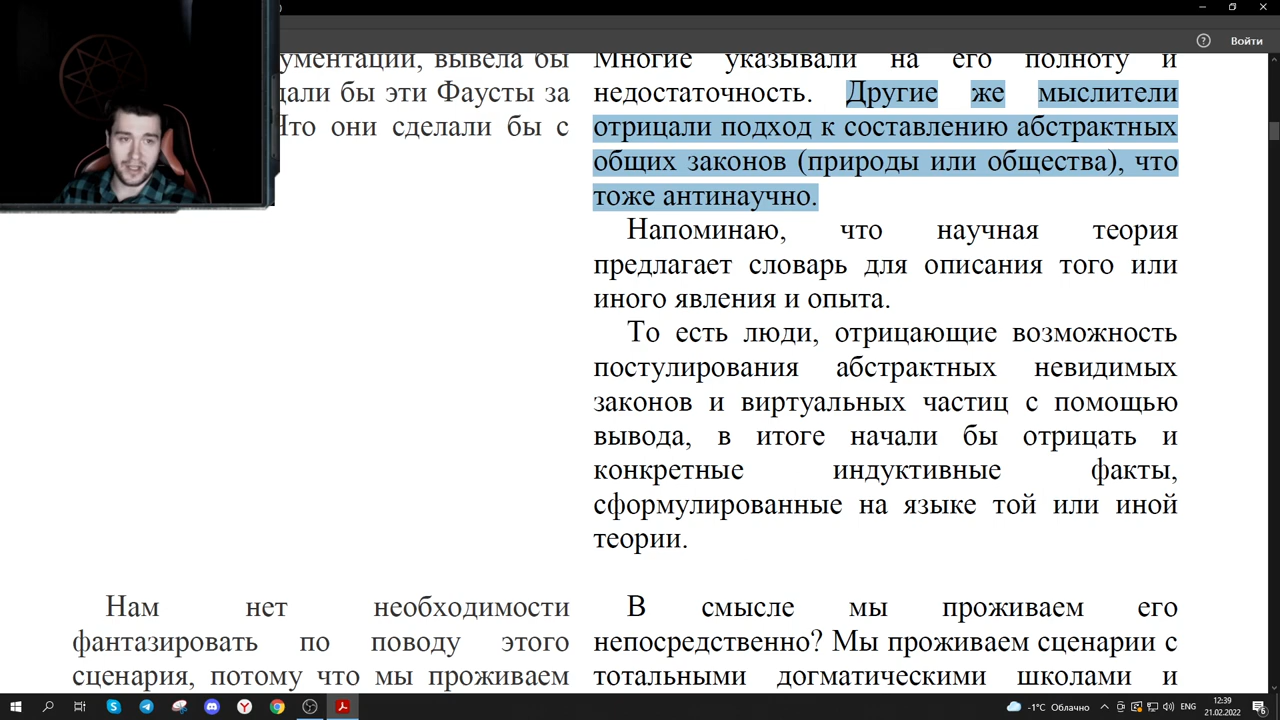 Войти
ументации, вывела бы
дали бы эти Фаусты за
Что они сделали бы с
Нам нет необходимости
фантазировать по поводу этого
сценария, потому что мы проживаем
Многие указывали на его полноту и
недостаточность. Другие же мыслители
отрицали подход к составлению абстрактных
общих законов (природы или общества), что
тоже антинаучно.
Напоминаю, что научная теория
предлагает словарь для описания того или
иного явления и опыта.
То есть люди, отрицающие возможность
постулирования абстрактных невидимых
законов и виртуальных частиц с помощью
вывода, в итоге начали бы отрицать и
конкретные индуктивные факты,
сформулированные на языке той или иной
теории.
В смысле мы проживаем его
непосредственно? Мы проживаем сценарии с
тотальными догматическими школами и
-1°C Облачно
ENG
12:39
21.02.2022
6